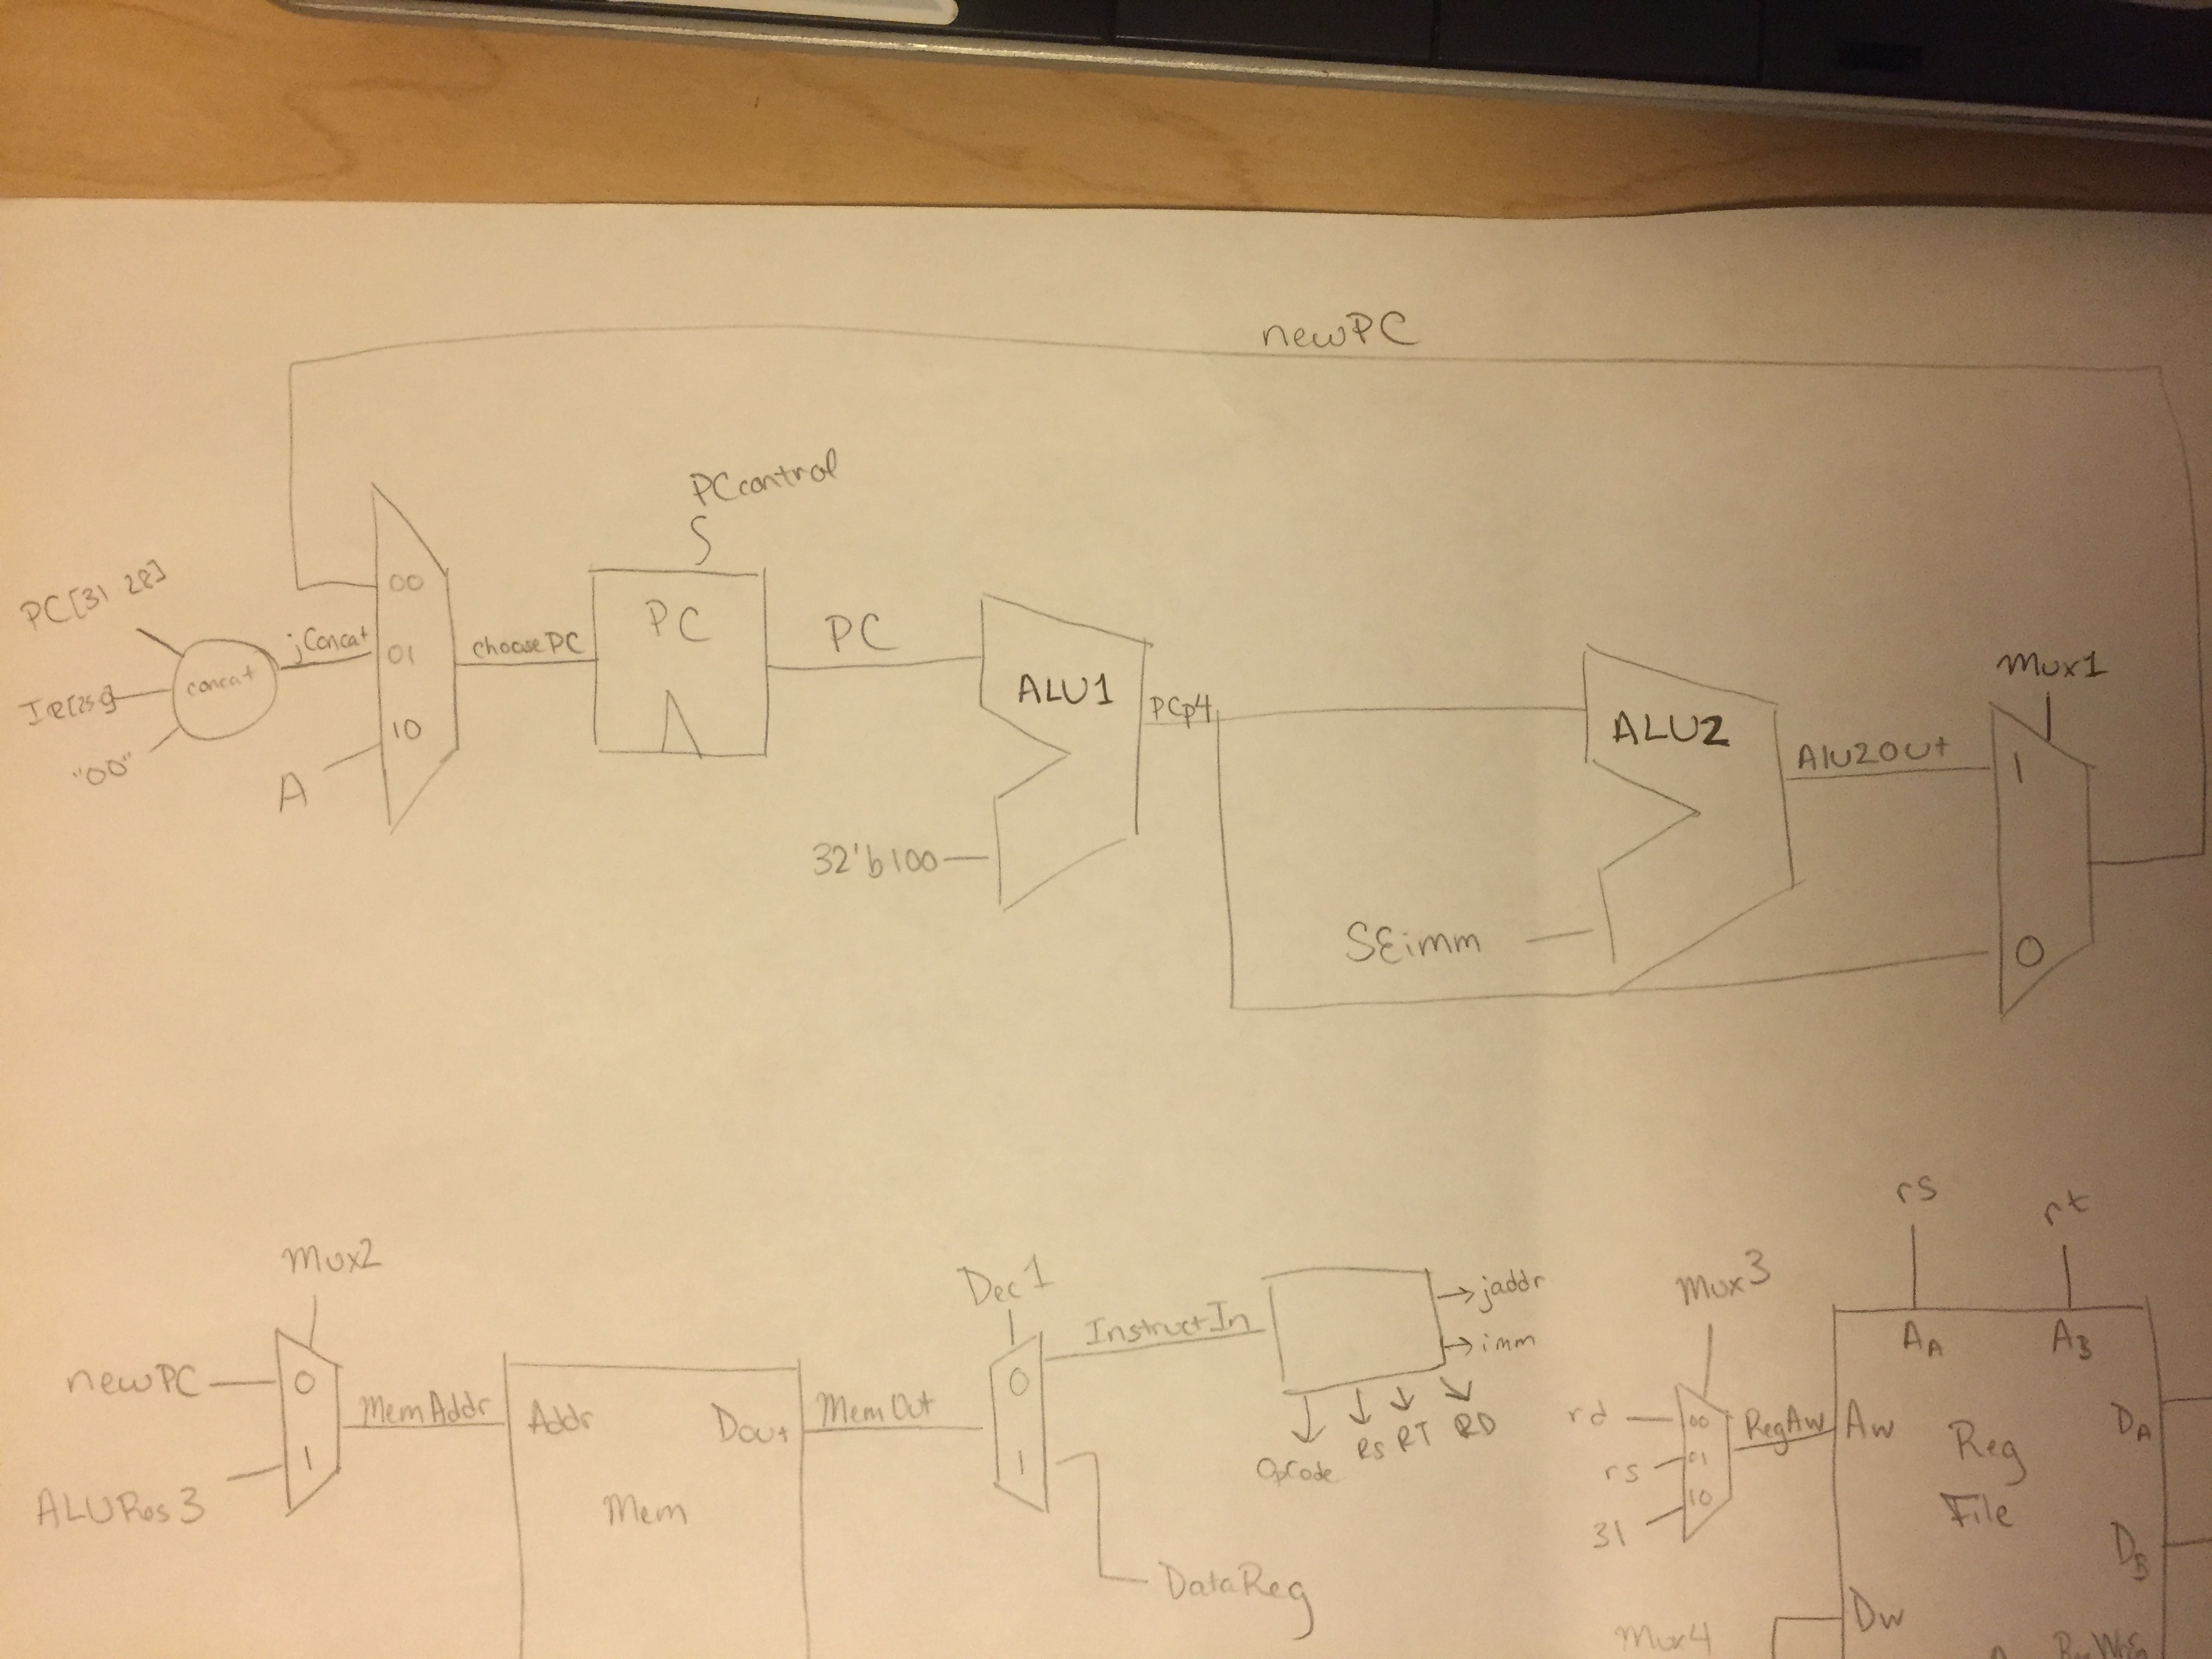 newPC
PC[31 28]
"00"
concat
jConcat
A
00
01
10
choosePC
PCcontrol
PC
PC
32'b100
ALU1
PCp4
SEimm
ALU2
Alu2Out
mux1
1
0
newPC
ALURes3
mux2
0
1
MemAddr
Addr
Mem
Dout
MemOut
Dec1
0
1
InstructIn
DataReg
opcode
RS
RT
RD
imm
jaddr
rd
rs
31
mux3
00
01
10
RegAw
Mux4
Aw
Dw
rs
rt
AA
AB
Reg
File
DA
DB